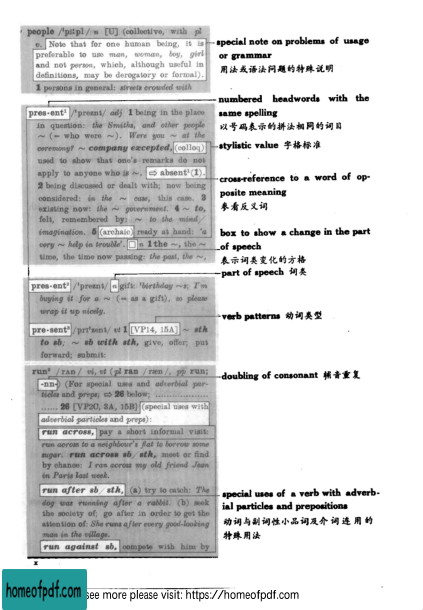 people /ˈpiːpl/ n [U] (collective, with pl
v. Note that for one human being, it is
preferable to use man, woman, boy, girl
and not person, which, although useful in
definitions, may be derogatory or formal).
1 persons in general: streets crowded with
special note on problems of usage
or grammar
用法或语法问题的特殊说明
pres·ent¹ /ˈpreznt/ adj 1 being in the place
in question: the Smiths, and other people
~ (= who were ~). Were you ~ at the
ceremony? ~ company excepted, (colloq)
used to show that one's remarks do not
apply to anyone who is ~. ⇨ absent¹(1).
2 being discussed or dealt with; now being
considered: in the ~ case, this case. 3
existing now: the ~ government. 4 ~ to,
felt, remembered by: ~ to the mind/
imagination. 5 (archaic) ready at hand: 'a
very ~ help in trouble'. □ n 1 the ~, the ~
time, the time now passing: the past, the ~,
numbered headwords with the
same spelling
以号码表示的拼法相同的词目
stylistic value 字格标准
cross-reference to a word of op-
posite meaning
参看反义词
box to show a change in the part
of speech
表示词类变化的方格
part of speech 词类
pres·ent² /ˈpreznt/ n gift: 'birthday ~s; I'm
buying it for a ~ (= as a gift), so please
wrap it up nicely.
pre·sent³ /prɪˈzent/ vt 1 [VP14, 15A] ~ sth
to sb; ~ sb with sth, give, offer; put
forward; submit:
verb patterns 动词类型
run² /rʌn/ vi, vt (pt ran /ræn/, pp run;
-nn-) (For special uses and adverbial par-
ticles and preps, ⇨ 26 below; ..................
...... 26 [VP2C, 3A, 15B] (special uses with
adverbial particles and preps):
run across, pay a short informal visit:
run across to a neighbour's flat to borrow some
sugar. run across sb/sth, meet or find
by chance: I ran across my old friend Jean
in Paris last week.
run after sb/sth, (a) try to catch: The
dog was running after a rabbit. (b) seek
the society of; go after in order to get the
attention of: She runs after every good-looking
man in the village.
run against sb, compete with him by
doubling of consonant 辅音重复
special uses of a verb with adverb-
ial particles and prepositions
动词与副词性小品词及介词连用的
特殊用法
x
homeofpdf.com
see more please visit: https://homeofpdf.com